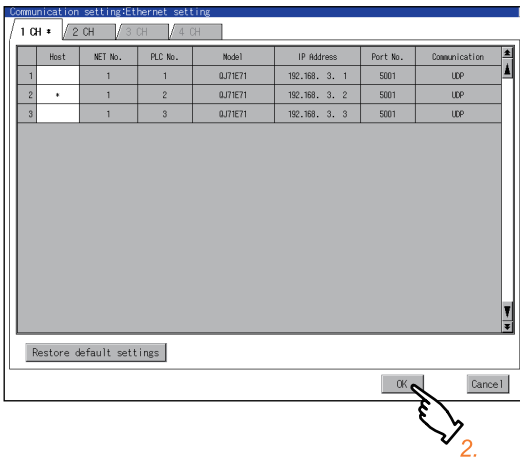 Communication setting:Ethernet setting
1 CH * 2 CH 3 CH 4 CH
Host NET No. PLC No. Model IP Address Port No. Communication
1 1 1 QJ71E71 192.168. 3. 1 5001 UDP
2 * 1 2 QJ71E71 192.168. 3. 2 5001 UDP
3 1 3 QJ71E71 192.168. 3. 3 5001 UDP
Restore default settings
OK Cancel
2.